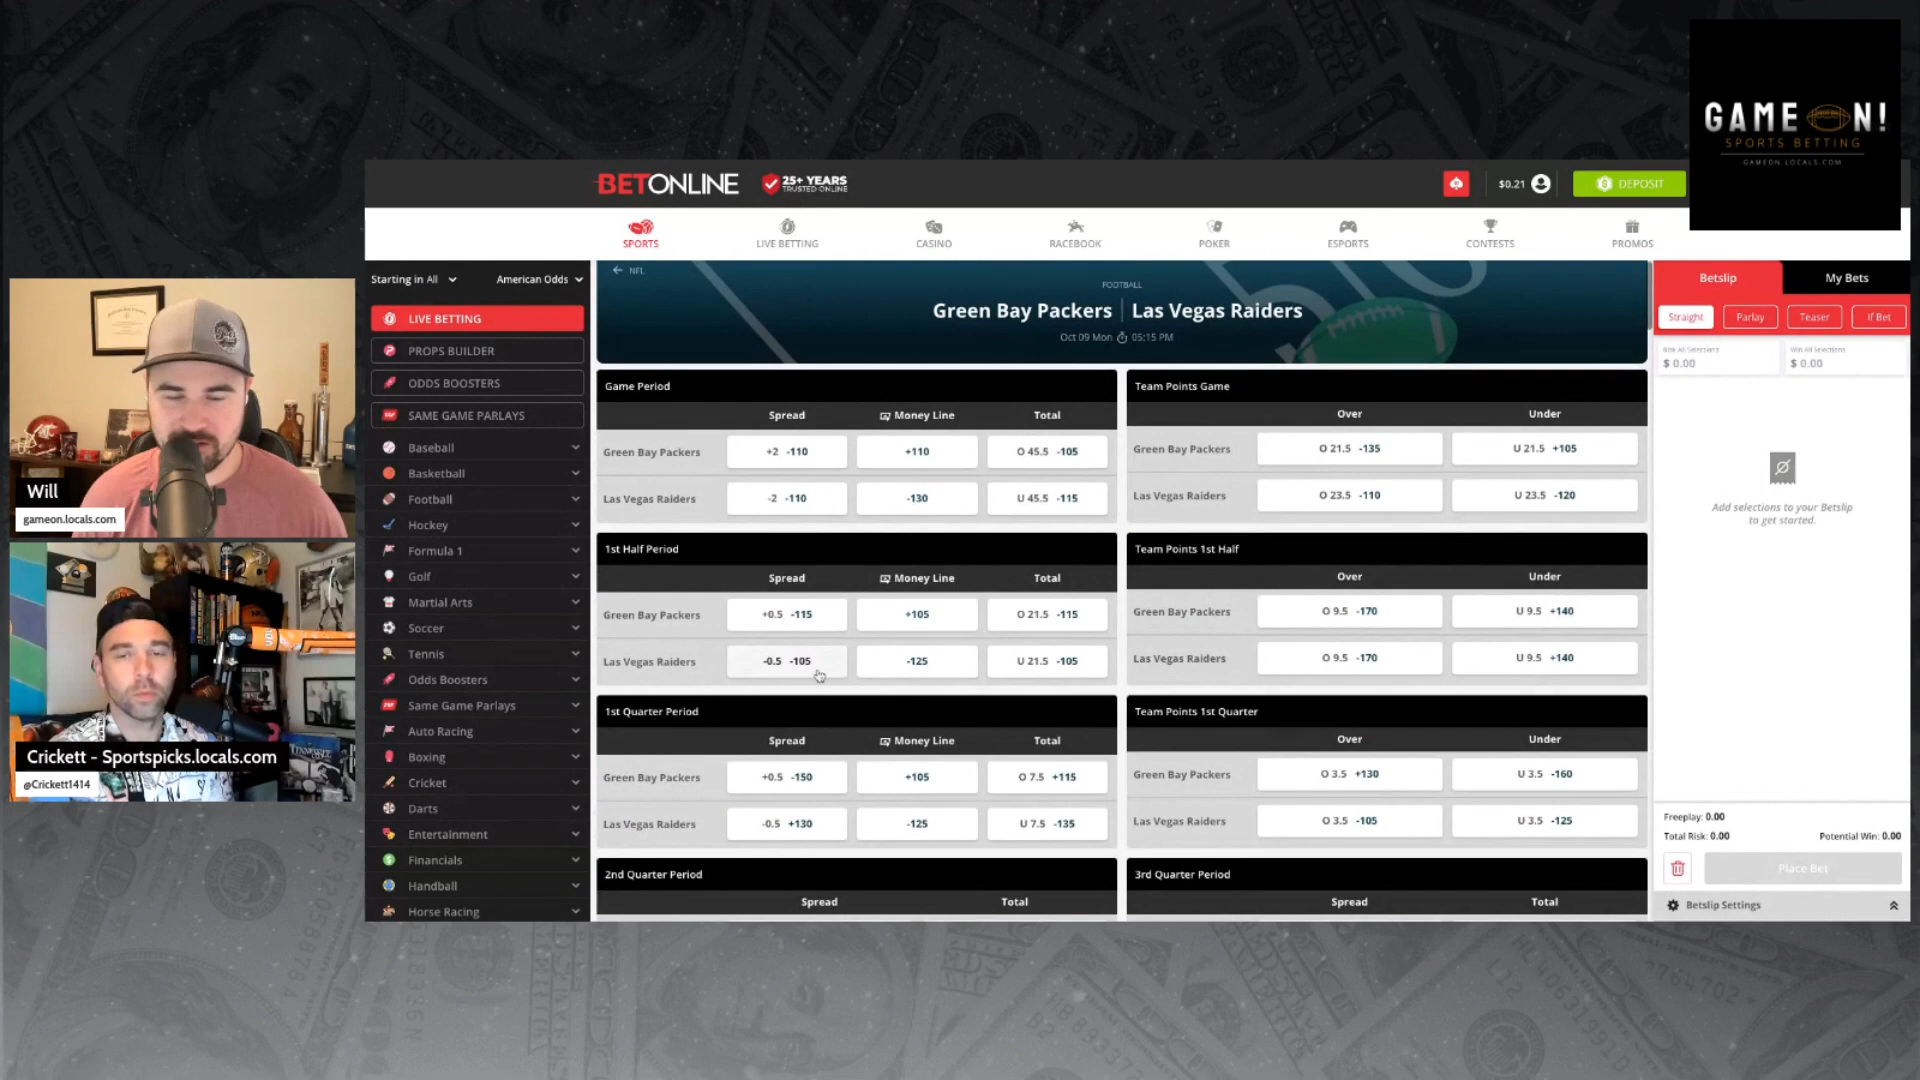 GAME ON!
SPORTS BETTING
GAMEON.LOCALS.COM
BETONLINE
25+ YEARS
TRUSTED ONLINE
$0.21
DEPOSIT
SPORTS
LIVE BETTING
CASINO
RACEBOOK
POKER
ESPORTS
CONTESTS
PROMOS
Starting in All
American Odds
LIVE BETTING
PROPS BUILDER
ODDS BOOSTERS
SAME GAME PARLAYS
Baseball
Basketball
Football
Hockey
Formula 1
Golf
Martial Arts
Soccer
Tennis
Odds Boosters
Same Game Parlays
Auto Racing
Boxing
Cricket
Darts
Entertainment
Financials
Handball
Horse Racing
NFL
FOOTBALL
Green Bay Packers | Las Vegas Raiders
Oct 09 Mon 05:15 PM
Game Period
Spread Money Line Total
Green Bay Packers +2 -110 +110 O 45.5 -105
Las Vegas Raiders -2 -110 -130 U 45.5 -115
1st Half Period
Spread Money Line Total
Green Bay Packers +0.5 -115 +105 O 21.5 -115
Las Vegas Raiders -0.5 -105 -125 U 21.5 -105
1st Quarter Period
Spread Money Line Total
Green Bay Packers +0.5 -150 +105 O 7.5 +115
Las Vegas Raiders -0.5 +130 -125 U 7.5 -135
2nd Quarter Period
Spread Total
Team Points Game
Over Under
Green Bay Packers O 21.5 -135 U 21.5 +105
Las Vegas Raiders O 23.5 -110 U 23.5 -120
Team Points 1st Half
Over Under
Green Bay Packers O 9.5 -170 U 9.5 +140
Las Vegas Raiders O 9.5 -170 U 9.5 +140
Team Points 1st Quarter
Over Under
Green Bay Packers O 3.5 +130 U 3.5 -160
Las Vegas Raiders O 3.5 -105 U 3.5 -125
3rd Quarter Period
Spread Total
Betslip
My Bets
Straight
Parlay
Teaser
If Bet
Risk All Selections
$ 0.00
Win All Selections
$ 0.00
Add selections to your Betslip
to get started.
Freeplay: 0.00
Total Risk: 0.00
Potential Win: 0.00
Place Bet
Betslip Settings
Will
gameon.locals.com
Crickett - Sportspicks.locals.com
@Crickett1414